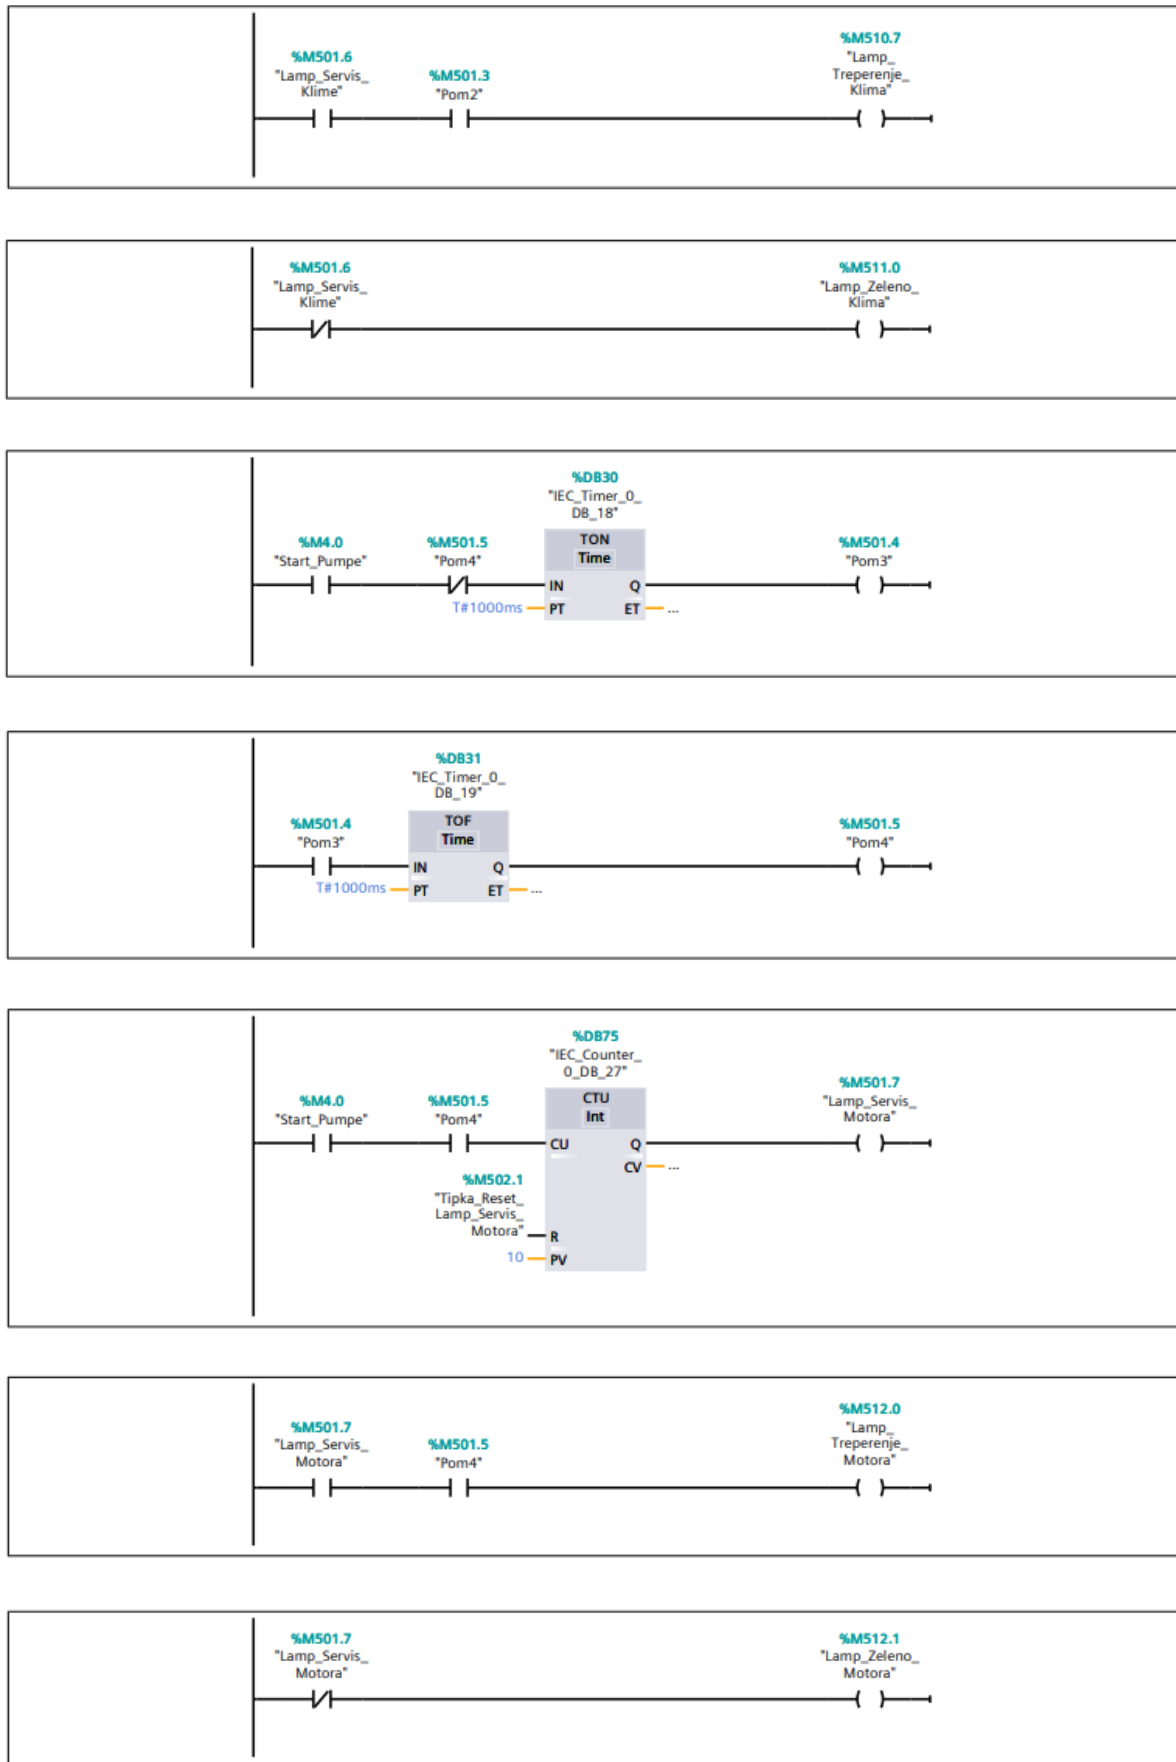 %M510.7
"Lamp_
Treperenje_
Klima"
%M501.6
"Lamp_Servis_
Klime"
%M501.3
"Pom2"
%M501.6
"Lamp_Servis_
Klime"
%M511.0
"Lamp_Zeleno_
Klima"
%DB30
"IEC_Timer_0_
DB_18"
TON
Time
%M4.0
"Start_Pumpe"
%M501.5
"Pom4"
%M501.4
"Pom3"
IN Q
T#1000ms PT ET ...
%DB31
"IEC_Timer_0_
DB_19"
TOF
Time
%M501.4
"Pom3"
%M501.5
"Pom4"
IN Q
T#1000ms PT ET ...
%DB75
"IEC_Counter_
0_DB_27"
CTU
Int
%M4.0
"Start_Pumpe"
%M501.5
"Pom4"
%M501.7
"Lamp_Servis_
Motora"
CU Q
CV ...
%M502.1
"Tipka_Reset_
Lamp_Servis_
Motora" R
10 PV
%M512.0
"Lamp_
Treperenje_
Motora"
%M501.7
"Lamp_Servis_
Motora"
%M501.5
"Pom4"
%M501.7
"Lamp_Servis_
Motora"
%M512.1
"Lamp_Zeleno_
Motora"